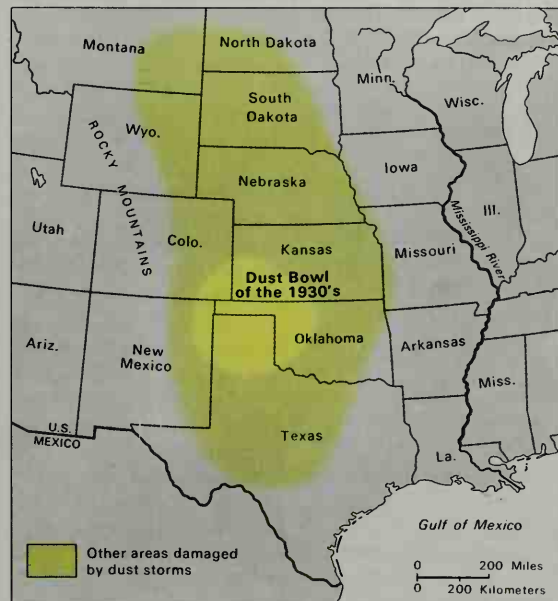 Montana
North Dakota
Minn.
South
Dakota
Wisc.
Wyo.
ROCKY MOUNTAINS
Nebraska
Iowa
Utah
Colo.
Kansas
Missouri
Ill.
Mississippi River
Dust Bowl
of the 1930's
Ariz.
New
Mexico
Oklahoma
Arkansas
Miss.
U.S.
MEXICO
Texas
La.
Gulf of Mexico
Other areas damaged
by dust storms
0 200 Miles
0 200 Kilometers